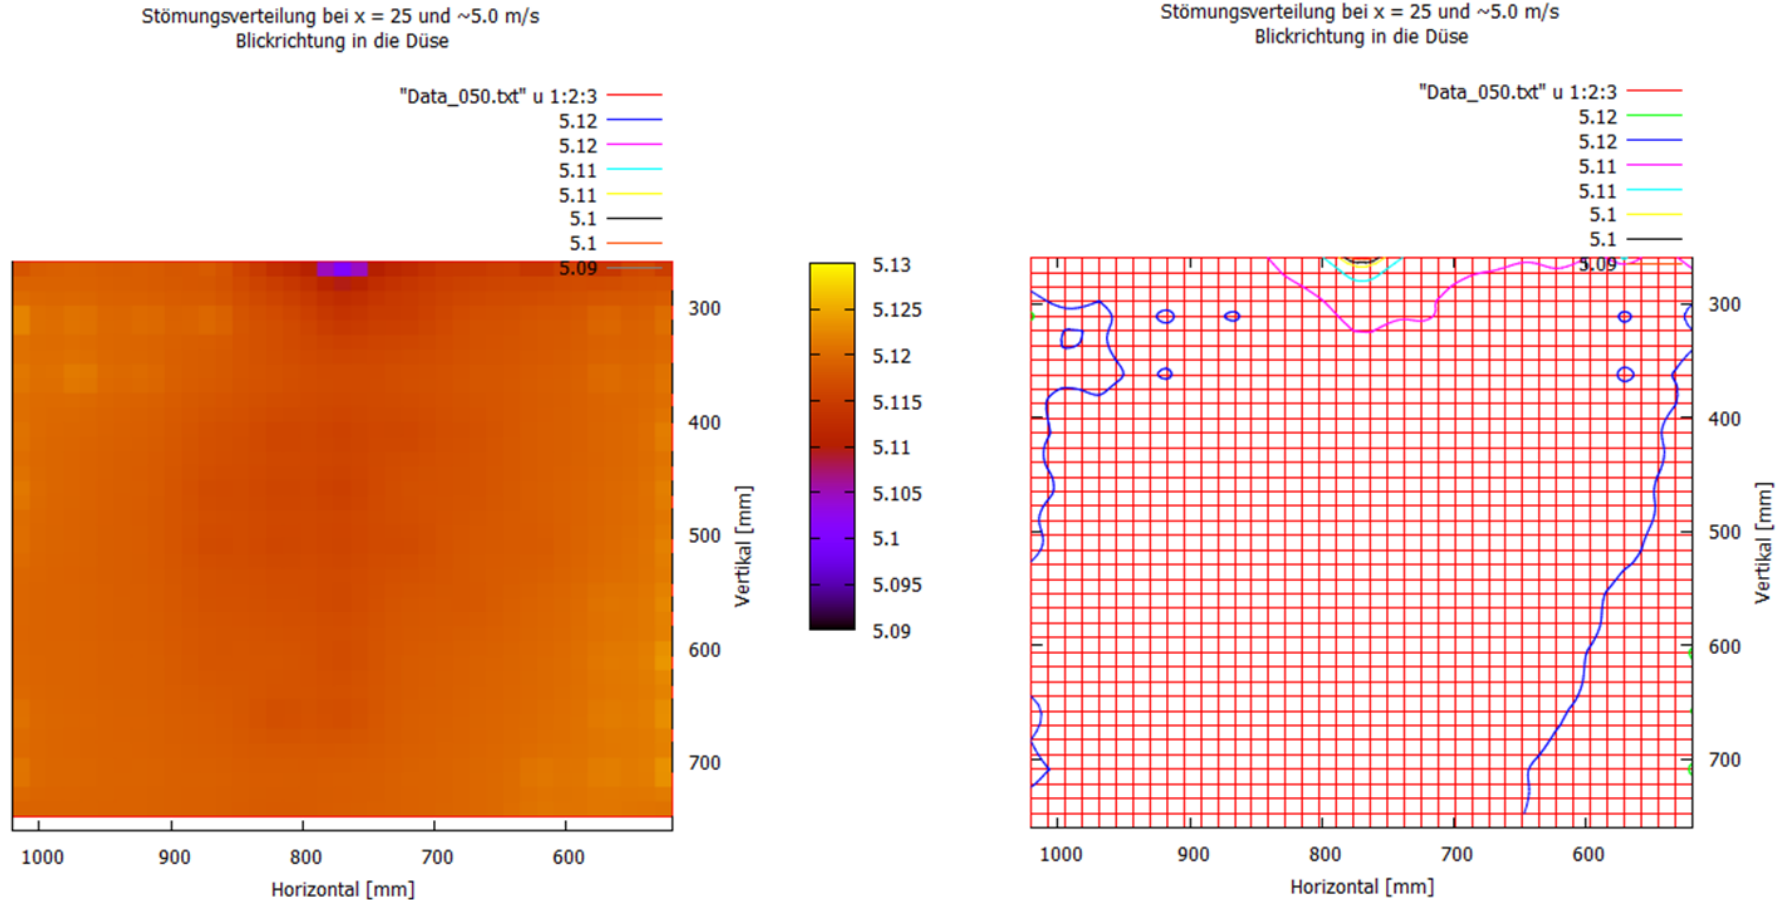 Stömungsverteilung bei x = 25 und ~5.0 m/s
Blickrichtung in die Düse
"Data_050.txt" u 1:2:3
5.12
5.12
5.11
5.11
5.1
5.1
5.09
300
400
500
600
700
Vertikal [mm]
1000 900 800 700 600
Horizontal [mm]
5.13
5.125
5.12
5.115
5.11
5.105
5.1
5.095
5.09
Stömungsverteilung bei x = 25 und ~5.0 m/s
Blickrichtung in die Düse
"Data_050.txt" u 1:2:3
5.12
5.12
5.11
5.11
5.1
5.1
5.09
300
400
500
600
700
Vertikal [mm]
1000 900 800 700 600
Horizontal [mm]